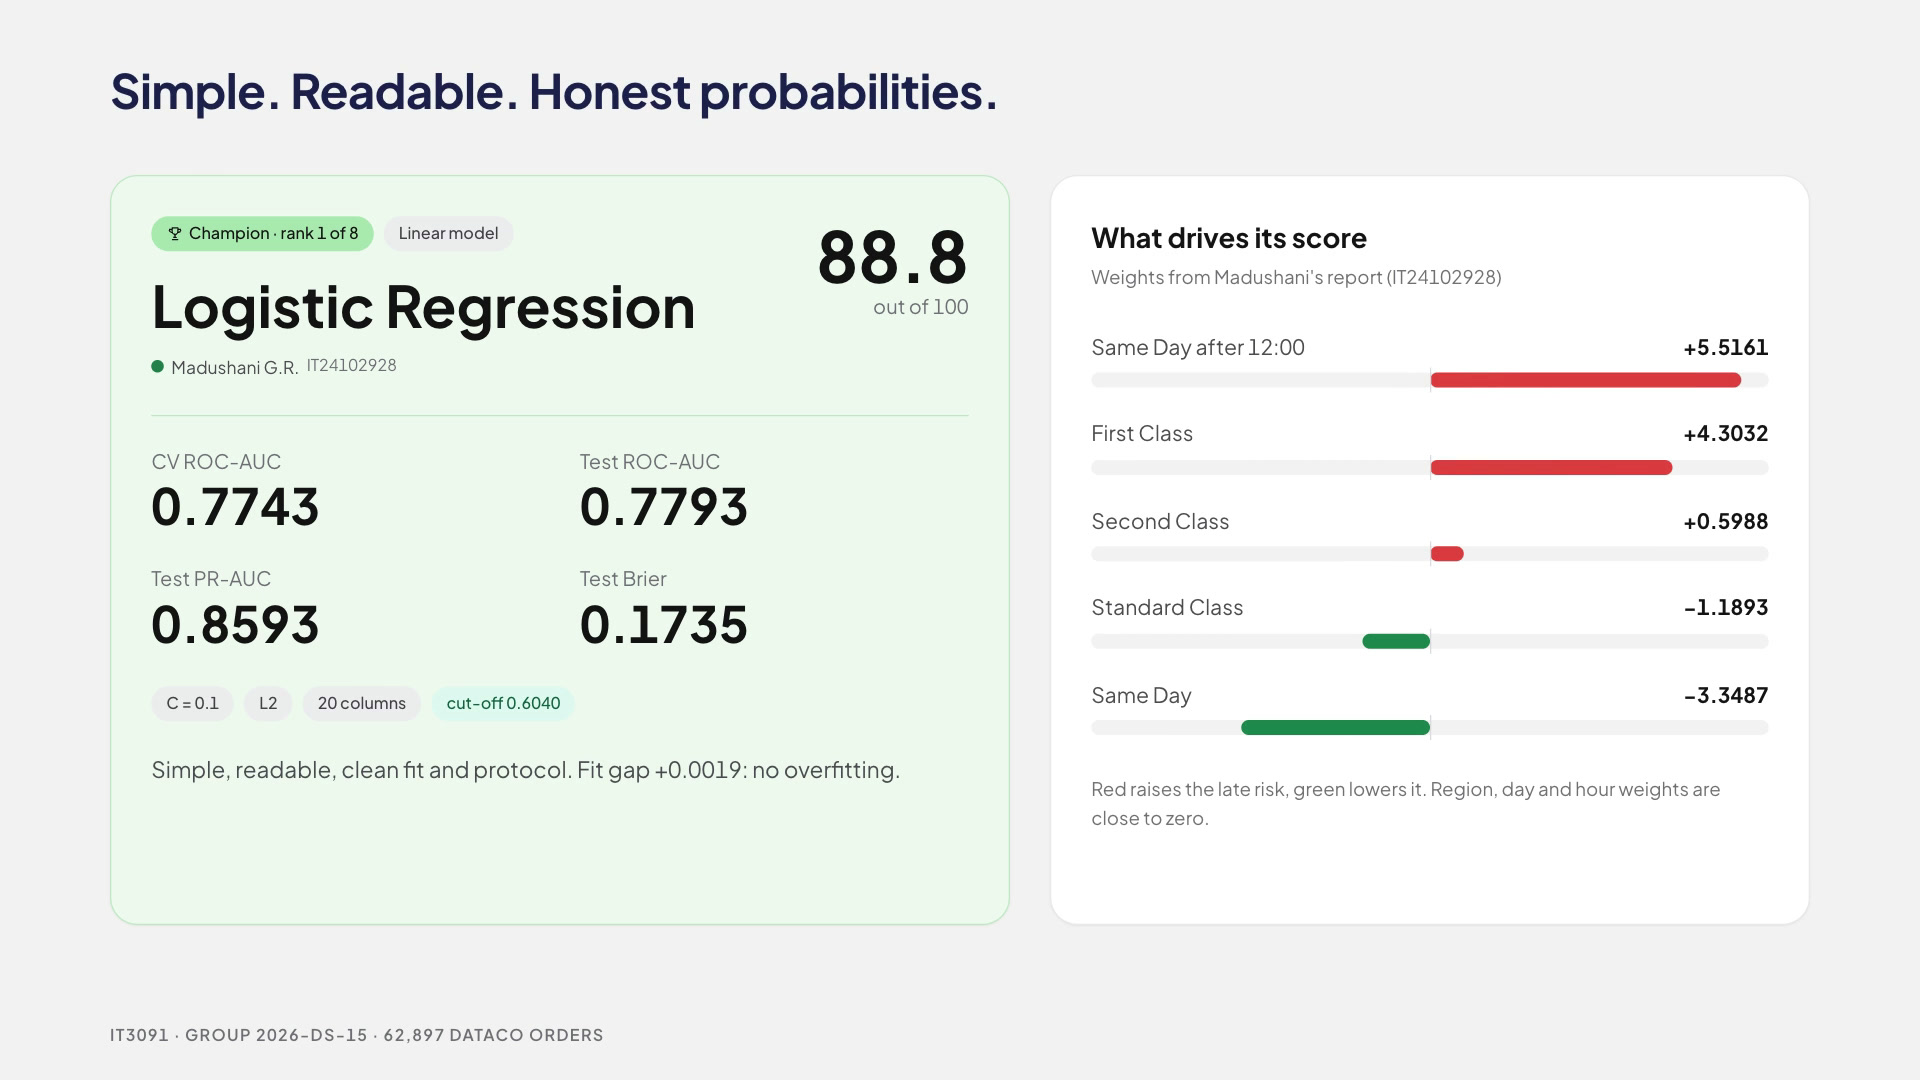 Simple. Readable. Honest probabilities.
Champion · rank 1 of 8
Linear model
88.8
out of 100
Logistic Regression
Madushani G.R. IT24102928
CV ROC-AUC
0.7743
Test ROC-AUC
0.7793
Test PR-AUC
0.8593
Test Brier
0.1735
C = 0.1
L2
20 columns
cut-off 0.6040
Simple, readable, clean fit and protocol. Fit gap +0.0019: no overfitting.
What drives its score
Weights from Madushani's report (IT24102928)
Same Day after 12:00 +5.5161
First Class +4.3032
Second Class +0.5988
Standard Class −1.1893
Same Day −3.3487
Red raises the late risk, green lowers it. Region, day and hour weights are
close to zero.
IT3091 · GROUP 2026-DS-15 · 62,897 DATACO ORDERS